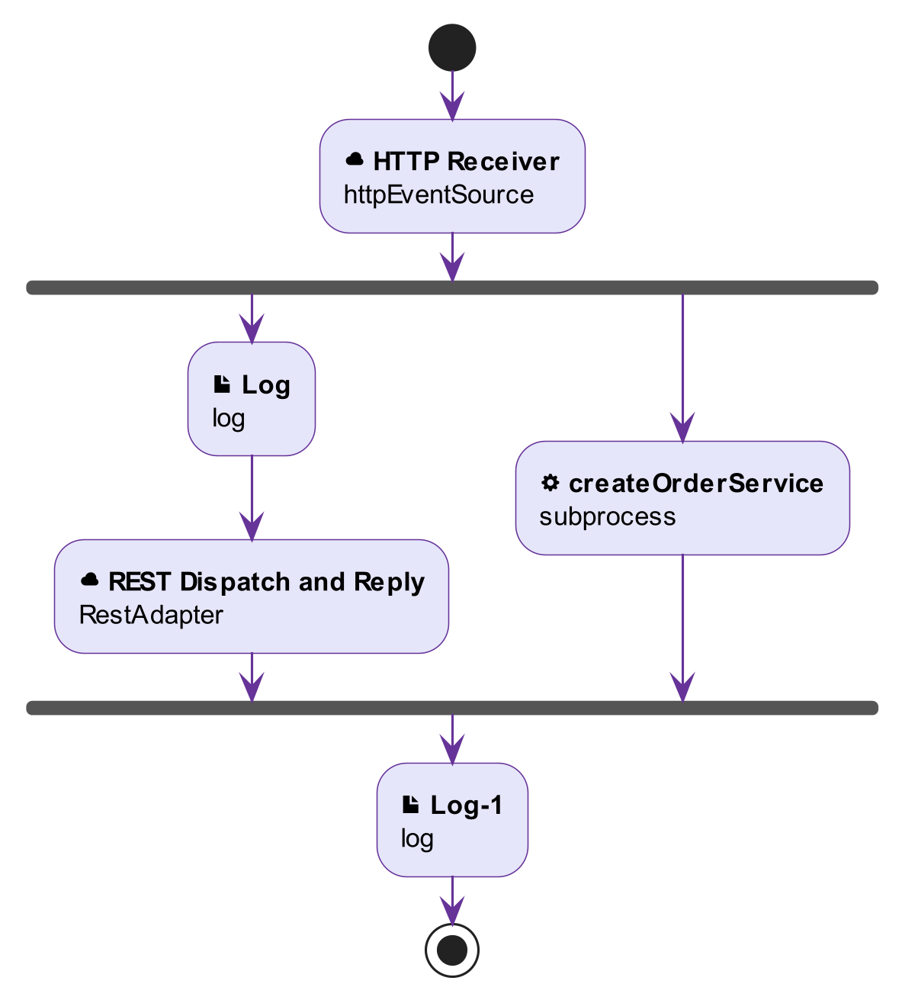 HTTP Receiver
httpEventSource
Log
log
createOrderService
subprocess
REST Dispatch and Reply
RestAdapter
Log-1
log